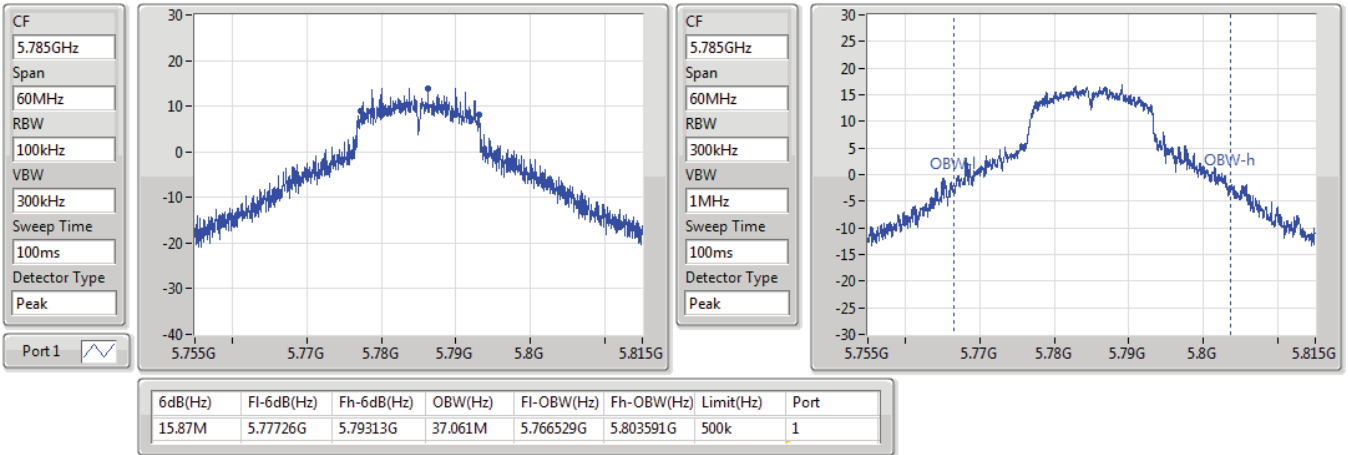 CF
5.785GHz
Span
60MHz
RBW
100kHz
VBW
300kHz
Sweep Time
100ms
Detector Type
Peak
Port 1
30
20
10
0
-10
-20
-30
-40
5.755G 5.77G 5.78G 5.79G 5.8G 5.815G
CF
5.785GHz
Span
60MHz
RBW
300kHz
VBW
1MHz
Sweep Time
100ms
Detector Type
Peak
30
25
20
15
10
5
0
-5
-10
-15
-20
-25
-30
OBW-l OBW-h
5.755G 5.77G 5.78G 5.79G 5.8G 5.815G
6dB(Hz) Fl-6dB(Hz) Fh-6dB(Hz) OBW(Hz) Fl-OBW(Hz) Fh-OBW(Hz) Limit(Hz) Port
15.87M 5.77726G 5.79313G 37.061M 5.766529G 5.803591G 500k 1